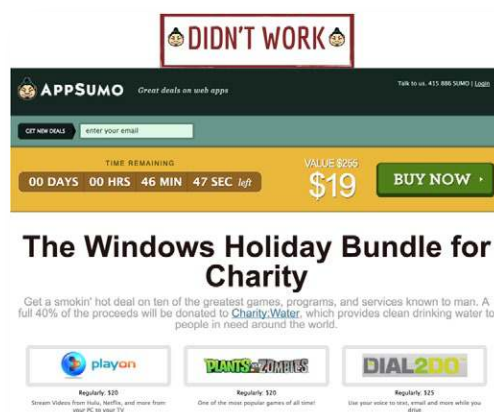 DIDN'T WORK
APPSUMO Great deals on web apps
Talk to us. 415 886 SUMO | Login
GET NEW DEALS enter your email
TIME REMAINING
00 DAYS 00 HRS 46 MIN 47 SEC left
VALUE $255
$19
BUY NOW
The Windows Holiday Bundle for
Charity
Get a smokin' hot deal on ten of the greatest games, programs, and services known to man. A
full 40% of the proceeds will be donated to Charity:Water, which provides clean drinking water to
people in need around the world.
playon
Regularly: $20
Stream Videos from Hulu, Netflix, and more from
your PC to your TV
PLANTS VS. ZOMBIES
Regularly: $20
One of the most popular games of all time!
DIAL2DO
Regularly: $25
Use your voice to text, email and more while you
drive